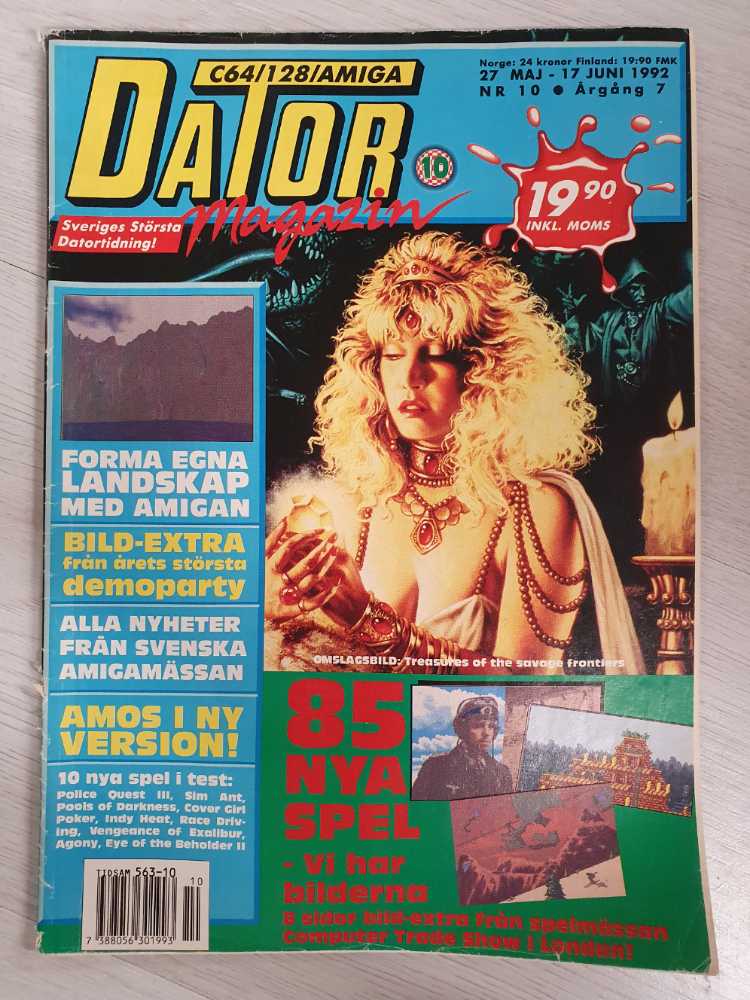 C64/128/AMIGA
DATOR
Magazin
10
Sveriges Största
Datortidning!
Norge: 24 kronor Finland: 19:90 FMK
27 MAJ - 17 JUNI 1992
NR 10 ● Årgång 7
19 90
INKL. MOMS
FORMA EGNA
LANDSKAP
MED AMIGAN
BILD-EXTRA
från årets största
demoparty
ALLA NYHETER
FRÅN SVENSKA
AMIGAMÄSSAN
AMOS I NY
VERSION!
10 nya spel i test:
Police Quest III, Sim Ant,
Pools of Darkness, Cover Girl
Poker, Indy Heat, Race Driv-
ing, Vengeance of Exalibur,
Agony, Eye of the Beholder II
OMSLAGSBILD: Treasures of the savage frontiers
85
NYA
SPEL
- Vi har
bilderna
8 sidor bild-extra från spelmässan
Computer Trade Show i London!
TIDSAM 563-10
10
7 388056 301993